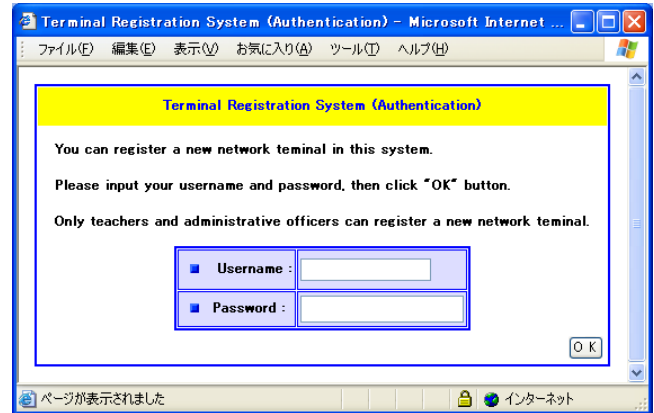 Terminal Registration System (Authentication) - Microsoft Internet ...
ファイル(F) 編集(E) 表示(V) お気に入り(A) ツール(T) ヘルプ(H)
Terminal Registration System (Authentication)
You can register a new network teminal in this system.
Please input your username and password, then click "OK" button.
Only teachers and administrative officers can register a new network teminal.
Username :
Password :
O K
ページが表示されました インターネット